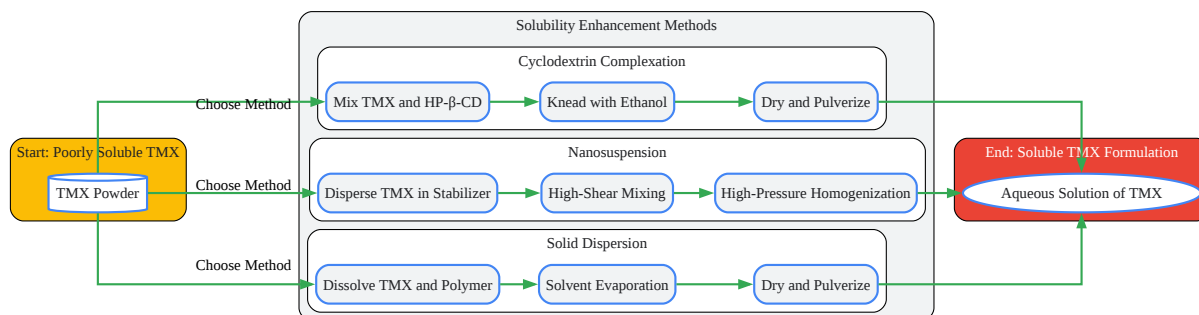 Solubility Enhancement Methods
Cyclodextrin Complexation
Choose Method
Mix TMX and HP-β-CD
Knead with Ethanol
Dry and Pulverize
Start: Poorly Soluble TMX
TMX Powder
Choose Method
Nanosuspension
Disperse TMX in Stabilizer
High-Shear Mixing
High-Pressure Homogenization
End: Soluble TMX Formulation
Aqueous Solution of TMX
Choose Method
Solid Dispersion
Dissolve TMX and Polymer
Solvent Evaporation
Dry and Pulverize